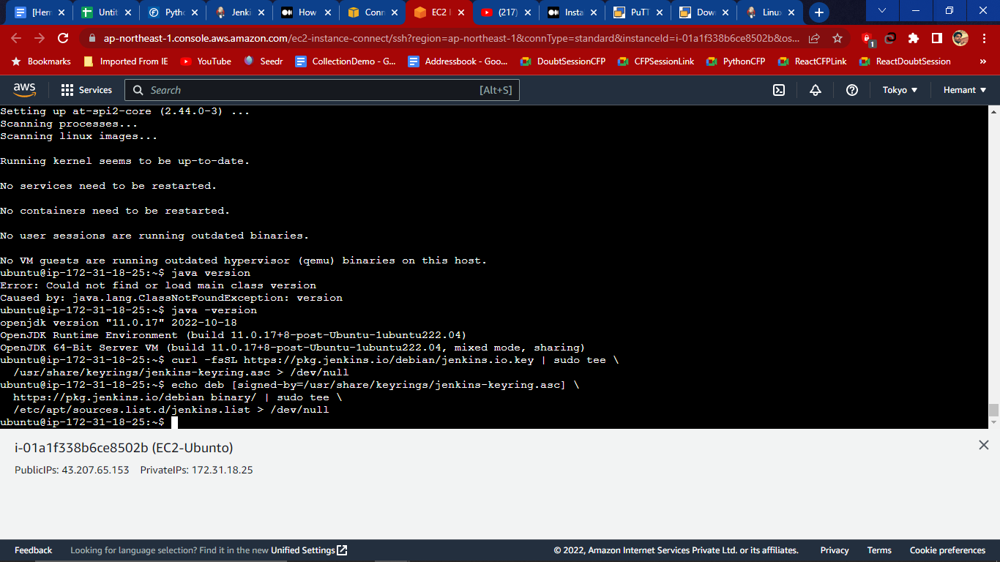 [Hem
Untit
Pytho
Jenki
How
Conn
EC2 I
(217)
Insta
PuTT
Dow
Linux
ap-northeast-1.console.aws.amazon.com/ec2-instance-connect/ssh?region=ap-northeast-1&connType=standard&instanceId=i-01a1f338b6ce8502b&os...
1
Bookmarks
Imported From IE
YouTube
Seedr
CollectionDemo - G...
Addressbook - Goo...
DoubtSessionCFP
CFPSessionLink
PythonCFP
ReactCFPLink
ReactDoubtSession
»
aws
Services
Search
[Alt+S]
Tokyo
Hemant
Setting up at-spi2-core (2.44.0-3) ...
Scanning processes...
Scanning linux images...
Running kernel seems to be up-to-date.
No services need to be restarted.
No containers need to be restarted.
No user sessions are running outdated binaries.
No VM guests are running outdated hypervisor (qemu) binaries on this host.
ubuntu@ip-172-31-18-25:~$ java version
Error: Could not find or load main class version
Caused by: java.lang.ClassNotFoundException: version
ubuntu@ip-172-31-18-25:~$ java -version
openjdk version "11.0.17" 2022-10-18
OpenJDK Runtime Environment (build 11.0.17+8-post-Ubuntu-1ubuntu222.04)
OpenJDK 64-Bit Server VM (build 11.0.17+8-post-Ubuntu-1ubuntu222.04, mixed mode, sharing)
ubuntu@ip-172-31-18-25:~$ curl -fsSL https://pkg.jenkins.io/debian/jenkins.io.key | sudo tee \
/usr/share/keyrings/jenkins-keyring.asc > /dev/null
ubuntu@ip-172-31-18-25:~$ echo deb [signed-by=/usr/share/keyrings/jenkins-keyring.asc] \
https://pkg.jenkins.io/debian binary/ | sudo tee \
/etc/apt/sources.list.d/jenkins.list > /dev/null
ubuntu@ip-172-31-18-25:~$
i-01a1f338b6ce8502b (EC2-Ubunto)
PublicIPs: 43.207.65.153 PrivateIPs: 172.31.18.25
Feedback
Looking for language selection? Find it in the new Unified Settings
© 2022, Amazon Internet Services Private Ltd. or its affiliates.
Privacy
Terms
Cookie preferences